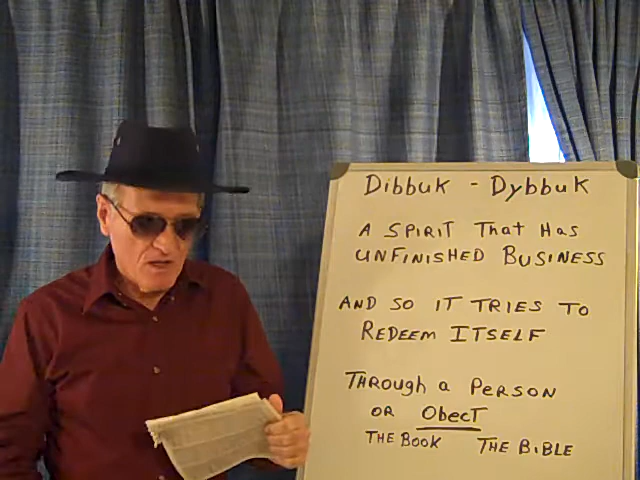 Dibbuk - Dybbuk
A SPIRIT That Has
UNFINISHED BUSINESS
AND SO IT TRIES TO
REDEEM ITSELF
THROUGH a PERSON
OR ObecT
THE BOOK THE BIBLE